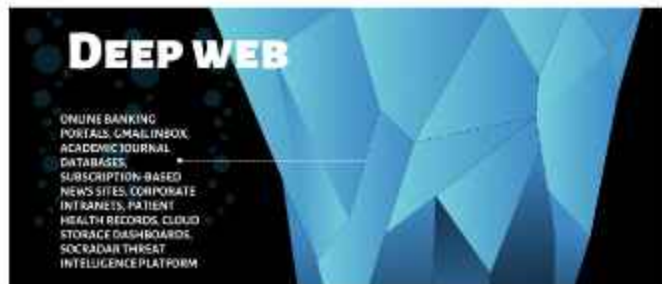 DEEP WEB
ONLINE BANKING
PORTALS, GMAIL INBOX,
ACADEMIC JOURNAL
DATABASES,
SUBSCRIPTION-BASED
NEWS SITES, CORPORATE
INTRANETS, PATIENT
HEALTH RECORDS, CLOUD
STORAGE DASHBOARDS,
SOCRADAR THREAT
INTELLIGENCE PLATFORM